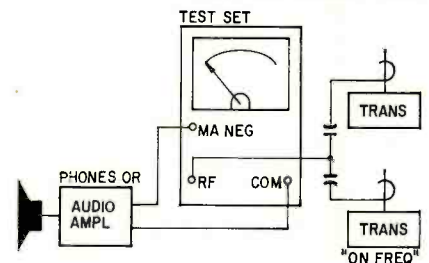 TEST SET
TRANS
MA NEG
PHONES OR
AUDIO
AMPL
RF
COM
TRANS
"ON FREQ"